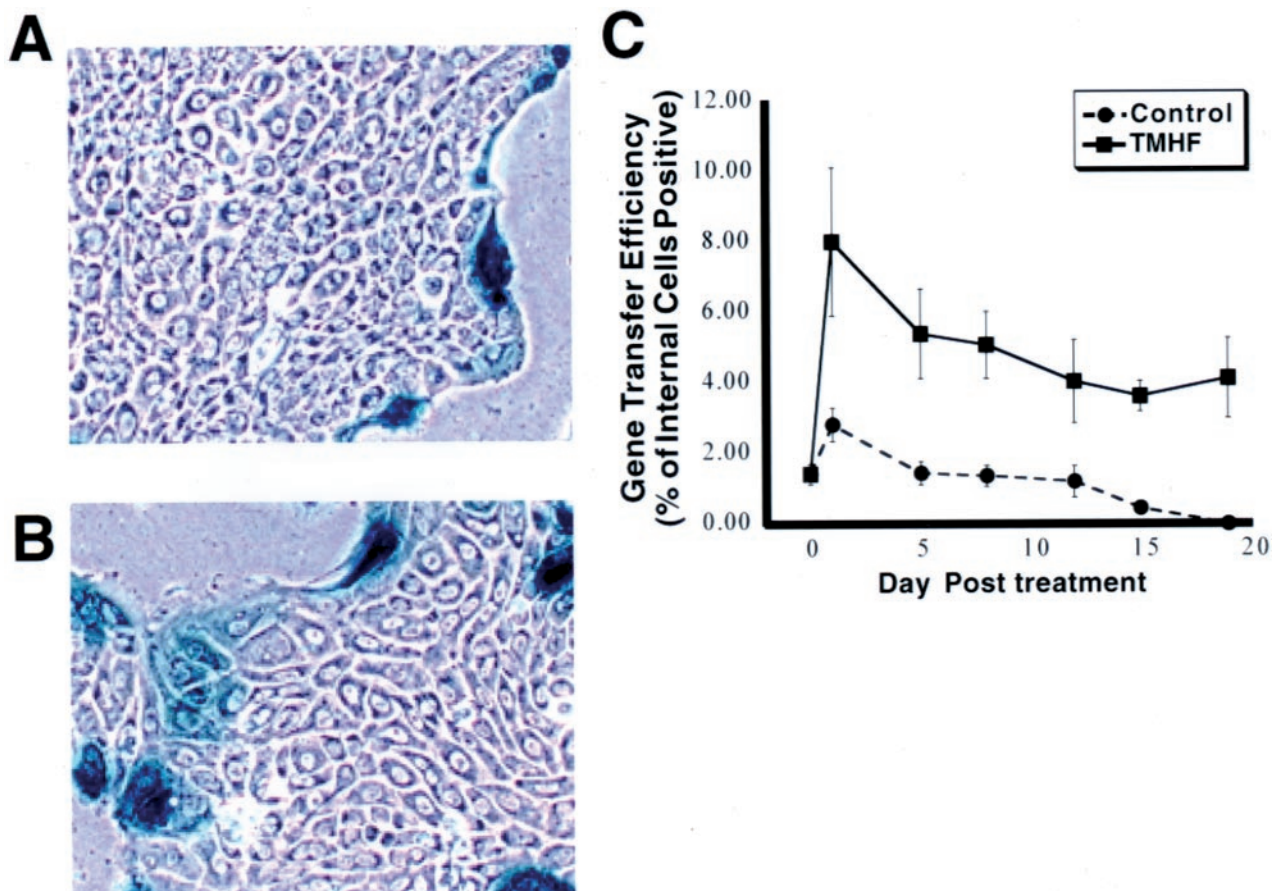 A
B
C
Control
TMHF
Gene Transfer Efficiency
(% of Internal Cells Positive)
12.00
10.00
8.00
6.00
4.00
2.00
0.00
0 5 10 15 20
Day Post treatment